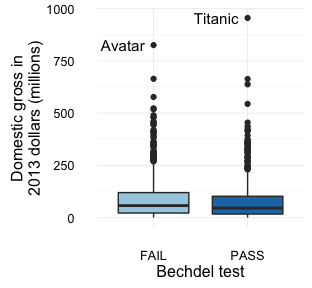 Domestic gross in
2013 dollars (millions)
1000
750
500
250
0
Titanic
Avatar
FAIL
PASS
Bechdel test